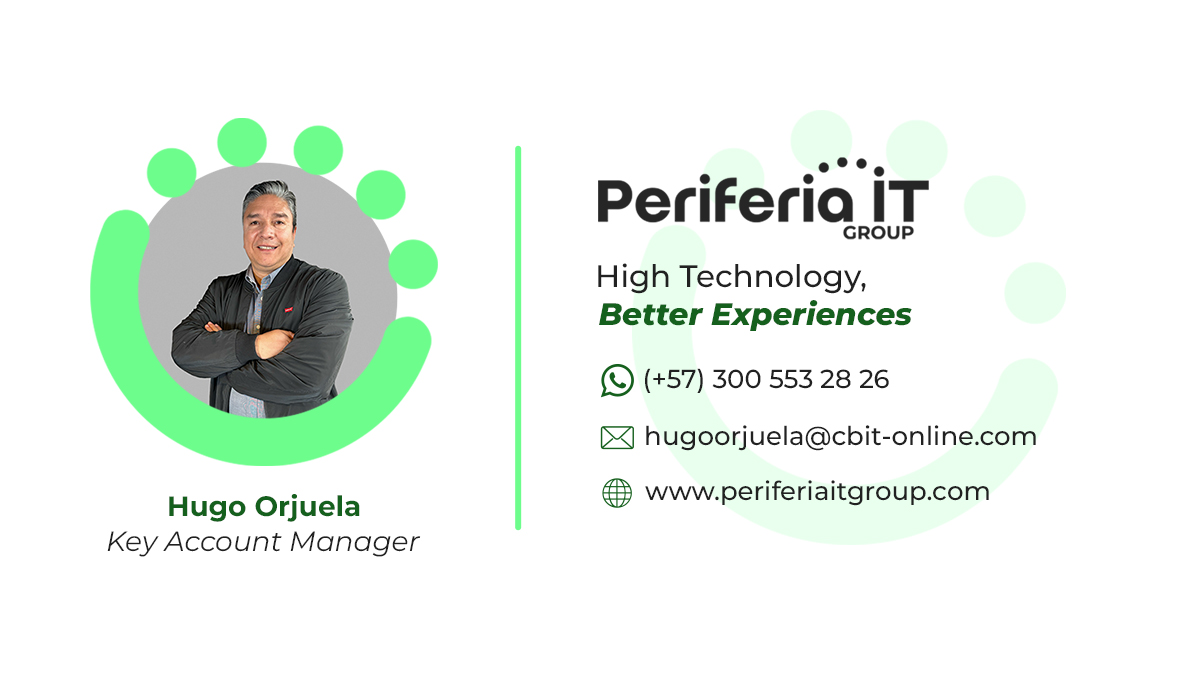 Hugo Orjuela
Key Account Manager
Periferia IT
GROUP
High Technology,
Better Experiences
(+57) 300 553 28 26
hugoorjuela@cbit-online.com
www.periferiaitgroup.com